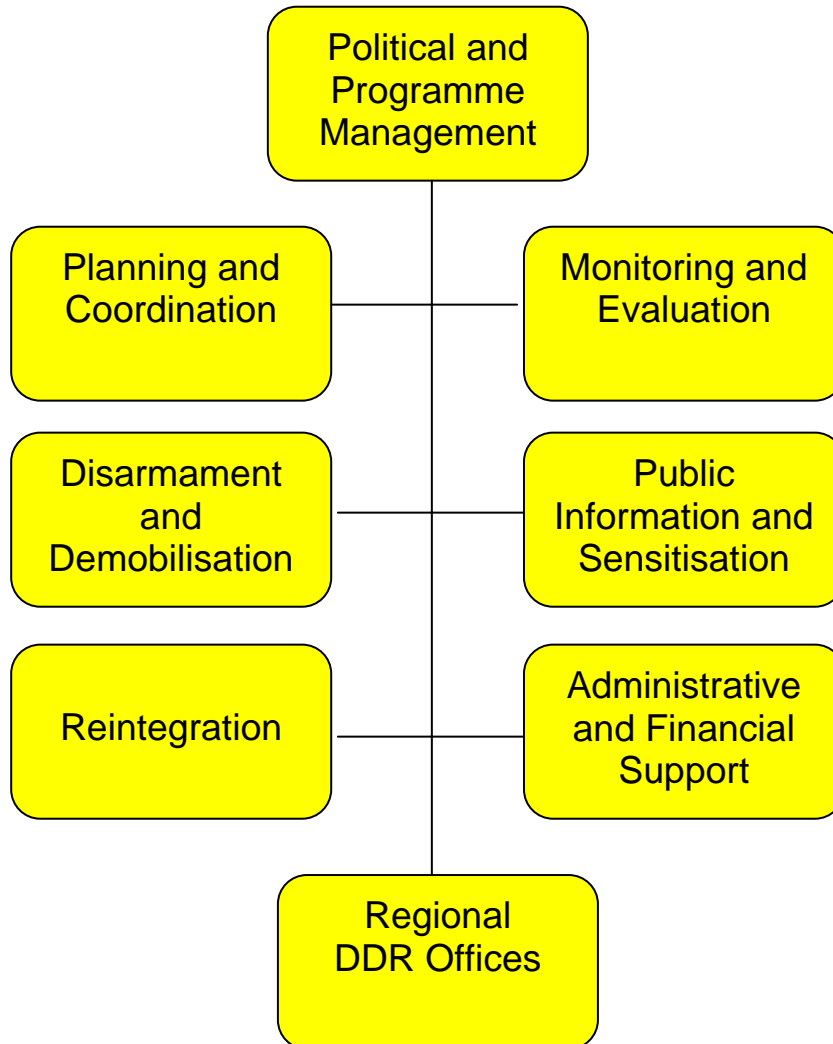 Political and
Programme
Management
Planning and
Coordination
Monitoring and
Evaluation
Disarmament
and
Demobilisation
Public
Information and
Sensitisation
Reintegration
Administrative
and Financial
Support
Regional
DDR Offices